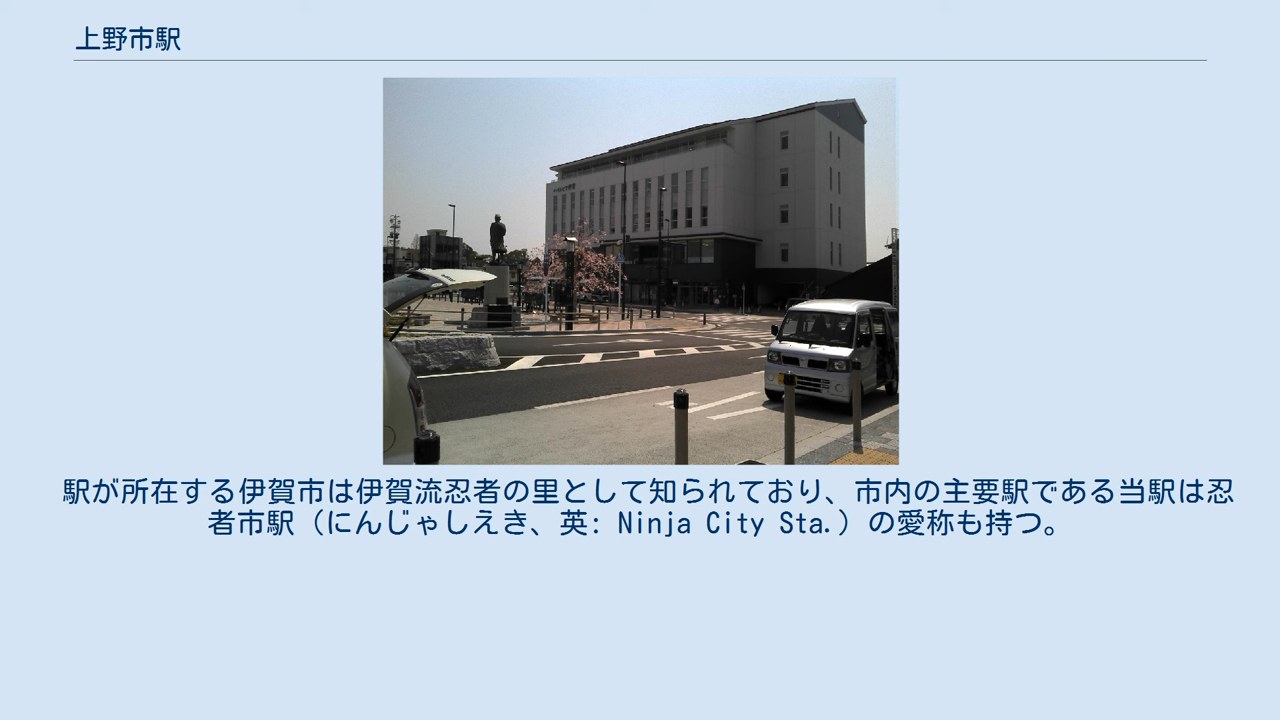 上野市駅
駅が所在する伊賀市は伊賀流忍者の里として知られており、市内の主要駅である当駅は忍
者市駅（にんじゃしえき、英: Ninja City Sta.）の愛称も持つ。